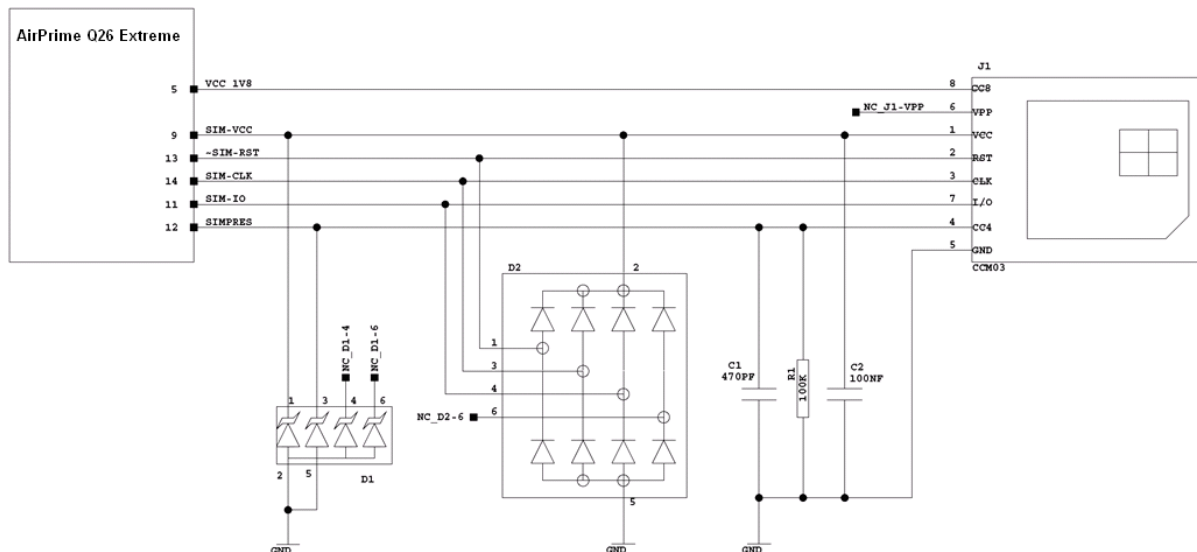 AirPrime Q26 Extreme
J1
5 VCC 1V8 8 CC8
NC_J1-VPP 6 VPP
9 SIM-VCC 1 VCC
13 ~SIM-RST 2 RST
14 SIM-CLK 3 CLK
11 SIM-IO 7 I/O
12 SIMPRES 4 CC4
5 GND
CCM03
D2 2
NC_D1-4
NC_D1-6
1
3
4
NC_D2-6 6
C1
470PF
R1
100K
C2
100NF
1 3 4 6
2 5
D1
5
GND GND GND